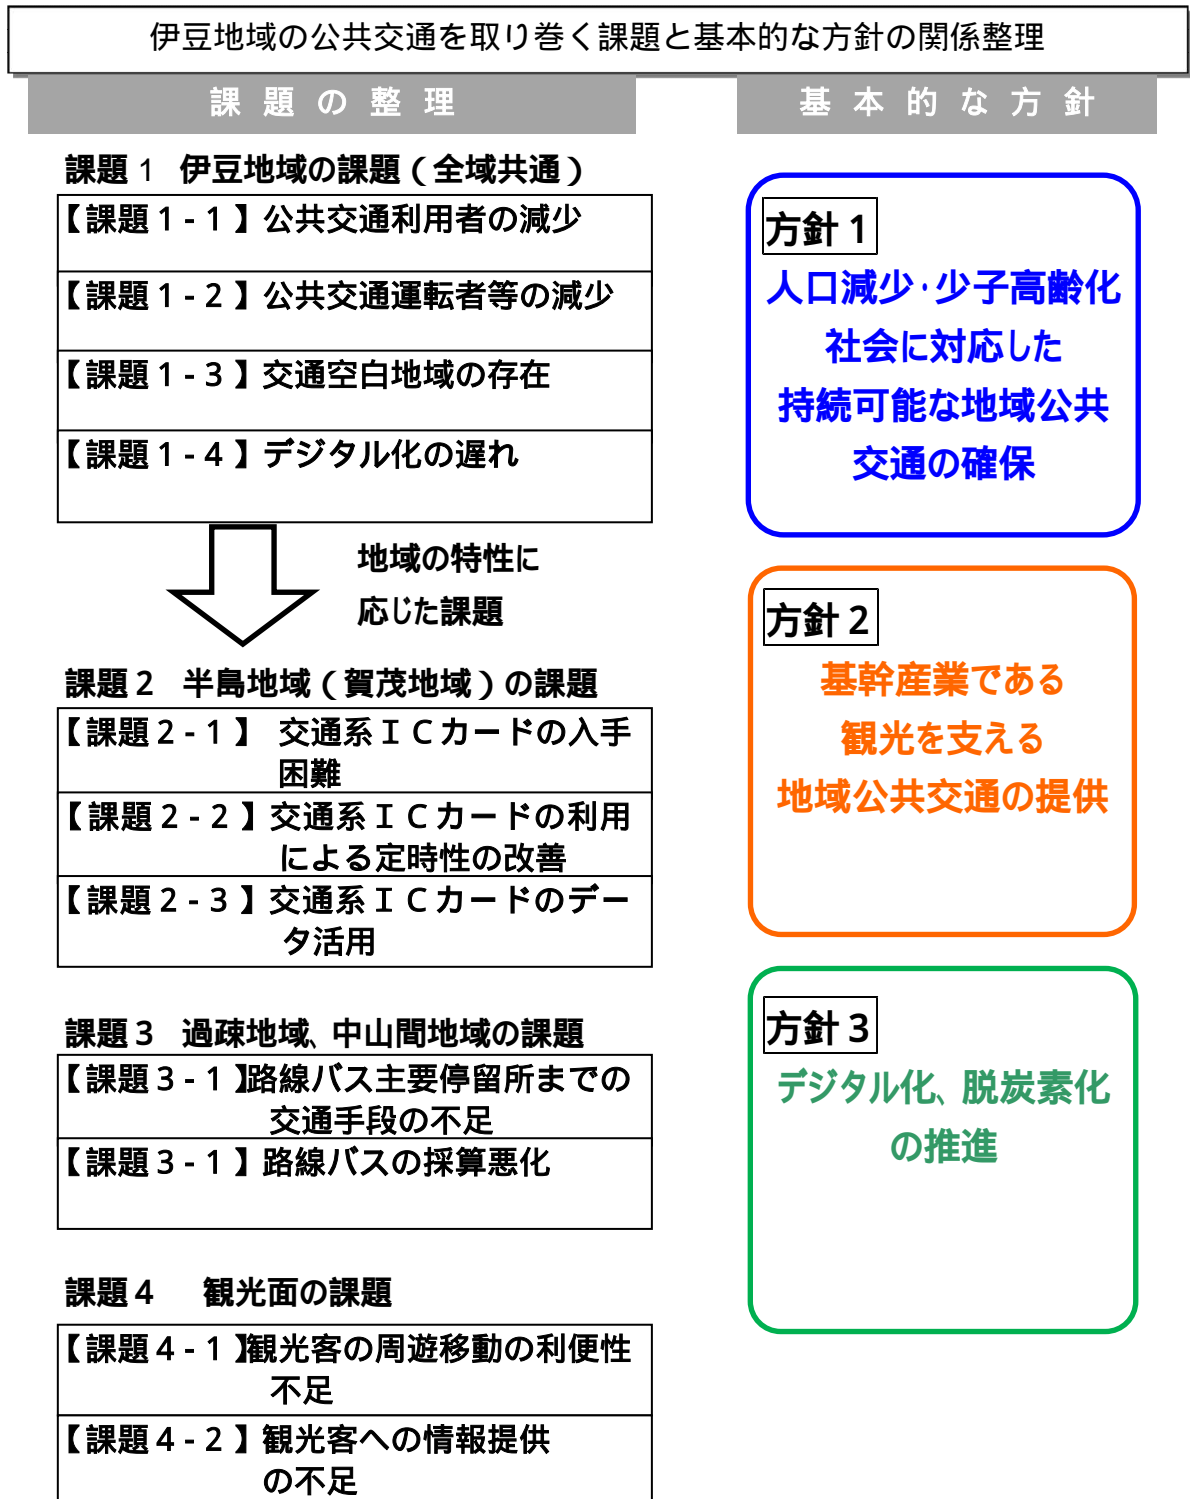 伊豆地域の公共交通を取り巻く課題と基本的な方針の関係整理
課題の整理
課題1 伊豆地域の課題(全域共通)
【課題1-1】公共交通利用者の減少
【課題1-2】公共交通運転者等の減少
【課題1-3】交通空白地域の存在
【課題1-4】デジタル化の遅れ
地域の特性に
応じた課題
課題2 半島地域(賀茂地域)の課題
【課題2-1】 交通系ICカードの入手
困難
【課題2-2】交通系ICカードの利用
による定時性の改善
【課題2-3】交通系ICカードのデー
タ活用
課題3 過疎地域、中山間地域の課題
【課題3-1】路線バス主要停留所までの
交通手段の不足
【課題3-1】路線バスの採算悪化
課題4 観光面の課題
【課題4-1】観光客の周遊移動の利便性
不足
【課題4-2】観光客への情報提供
の不足
基本的な方針
方針1
人口減少・少子高齢化
社会に対応した
持続可能な地域公共
交通の確保
方針2
基幹産業である
観光を支える
地域公共交通の提供
方針3
デジタル化、脱炭素化
の推進